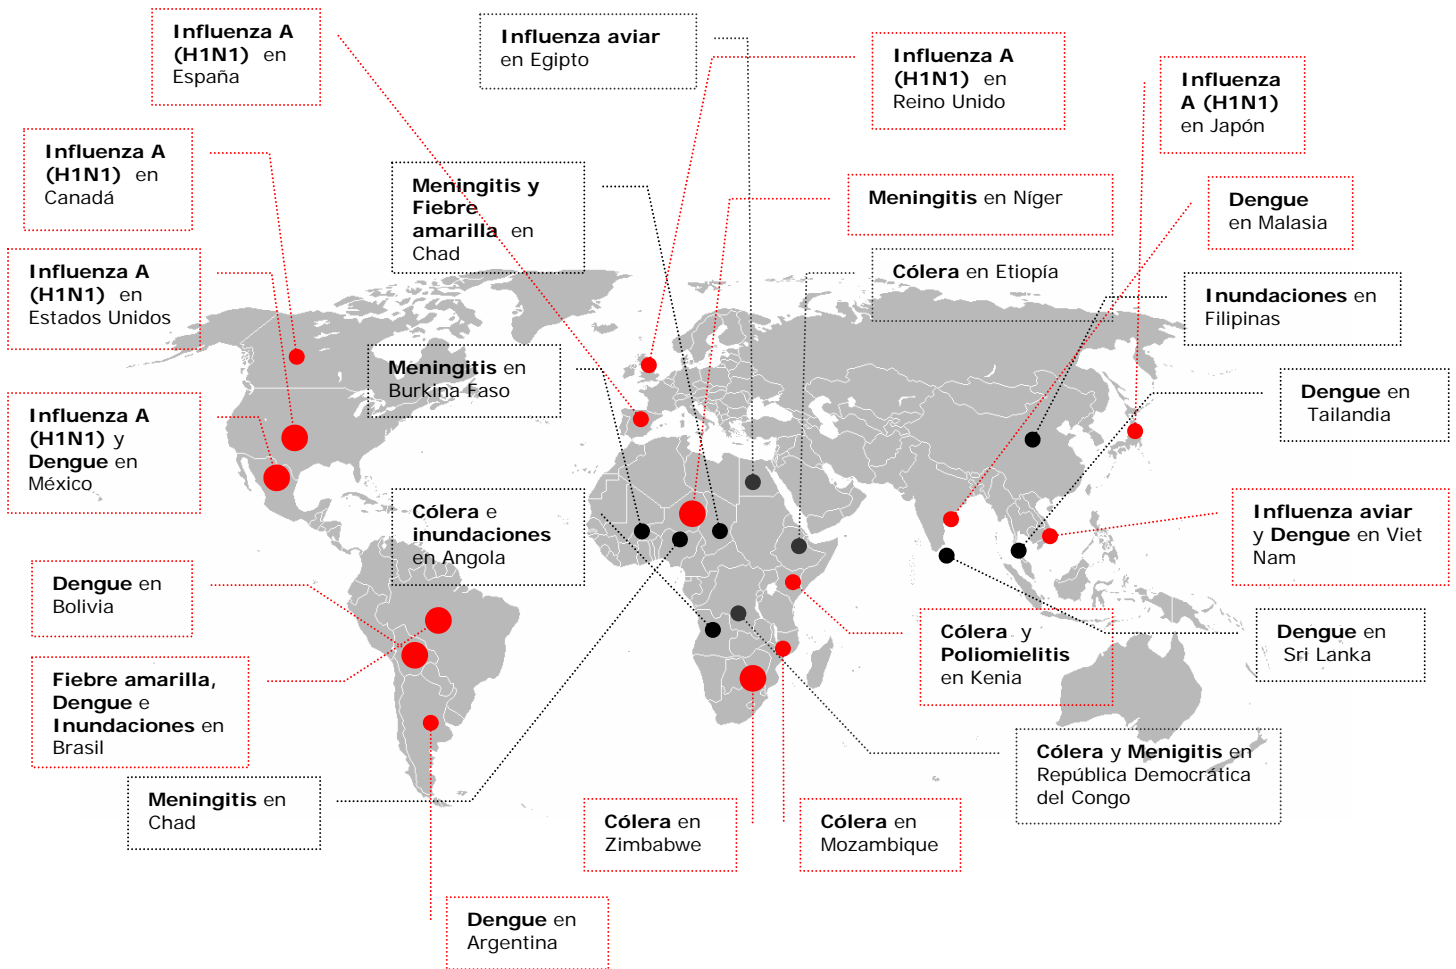 Influenza A
(H1N1) en
España
Influenza aviar
en Egipto
Influenza A
(H1N1) en
Reino Unido
Influenza
A (H1N1)
en Japón
Influenza A
(H1N1) en
Canadá
Meningitis y
Fiebre
amarilla en
Chad
Meningitis en Níger
Dengue
en Malasia
Influenza A
(H1N1) en
Estados Unidos
Cólera en Etiopía
Inundaciones en
Filipinas
Meningitis en
Burkina Faso
Dengue en
Tailandia
Influenza A
(H1N1) y
Dengue en
México
Cólera e
inundaciones
en Angola
Influenza aviar
y Dengue en Viet
Nam
Dengue en
Bolivia
Cólera y
Poliomielitis
en Kenia
Dengue en
Sri Lanka
Fiebre amarilla,
Dengue e
Inundaciones en
Brasil
Cólera y Menigitis en
República Democrática
del Congo
Meningitis en
Chad
Cólera en
Zimbabwe
Cólera en
Mozambique
Dengue en
Argentina